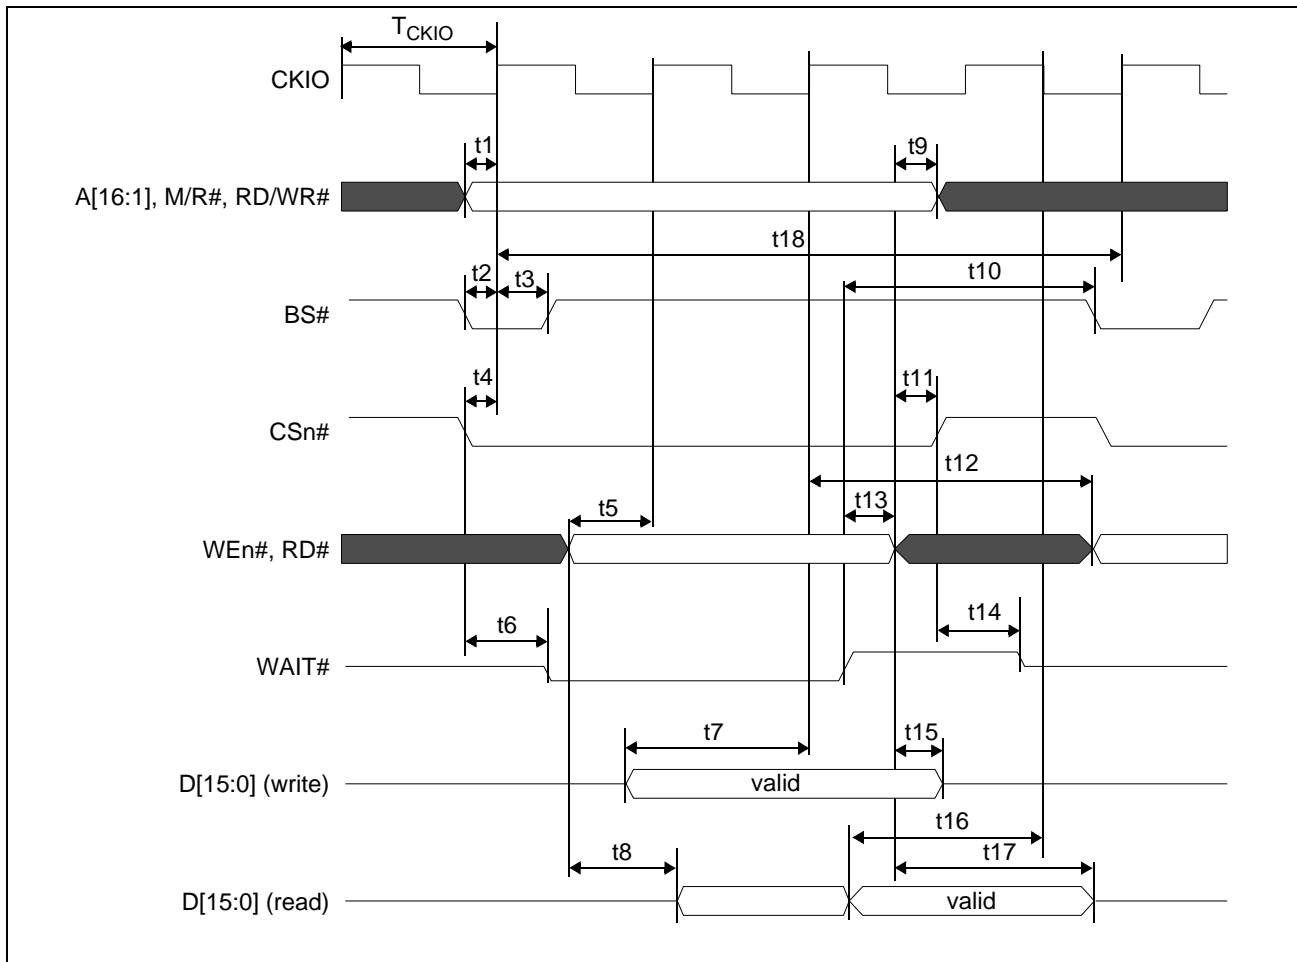 TCKIO
CKIO
t1
t9
A[16:1], M/R#, RD/WR#
t18
t2
t3
t10
BS#
t4
t11
CSn#
t12
t5
t13
WEn#, RD#
t6
t14
WAIT#
t7
t15
D[15:0] (write)
valid
t16
t8
t17
D[15:0] (read)
valid